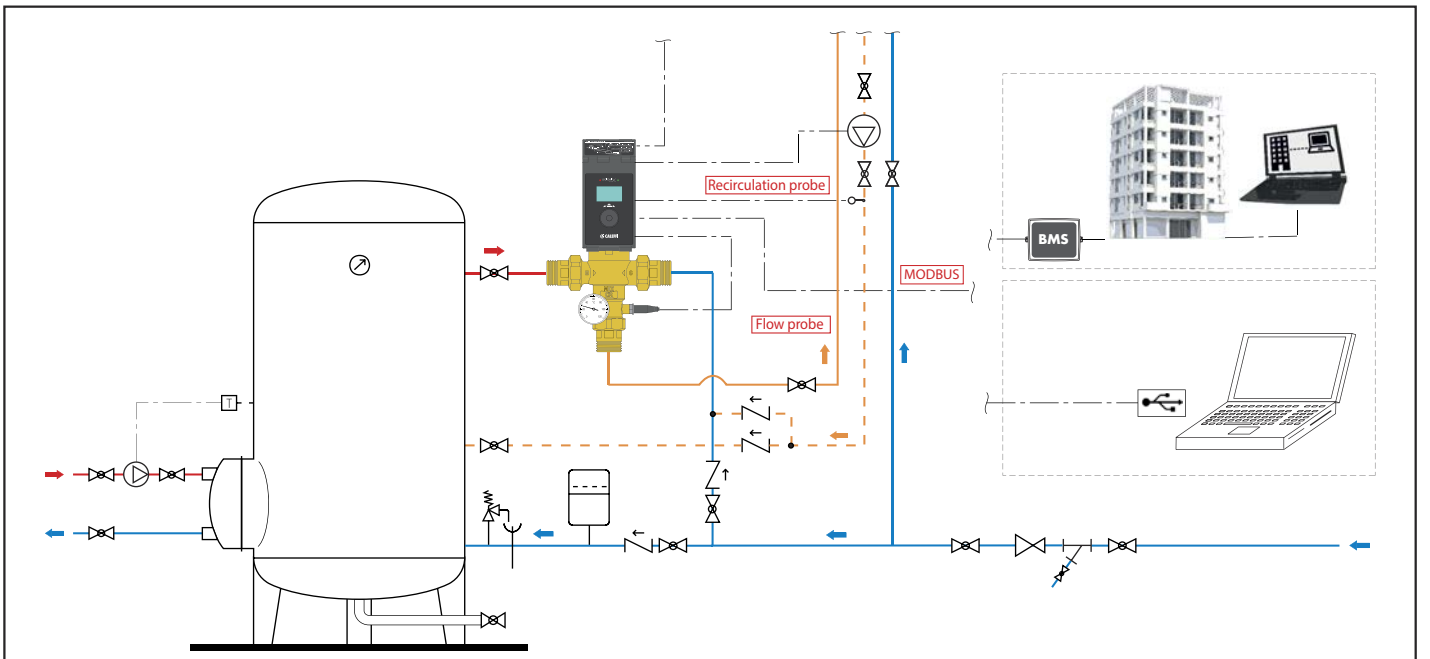 Recirculation probe
CALEFFI
BMS
MODBUS
Flow probe
T